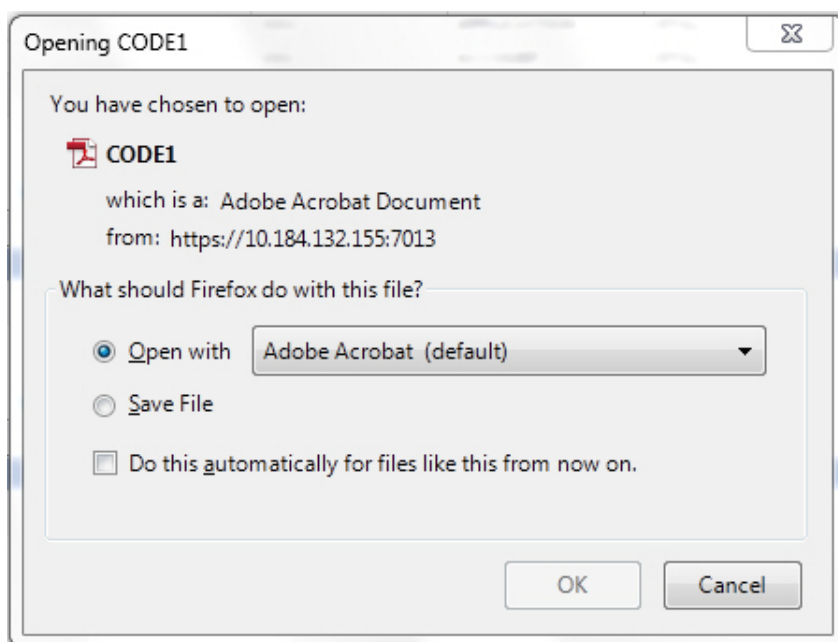 Opening CODE1
You have chosen to open:
CODE1
which is a: Adobe Acrobat Document
from: https://10.184.132.155:7013
What should Firefox do with this file?
Open with Adobe Acrobat (default)
Save File
Do this automatically for files like this from now on.
OK Cancel